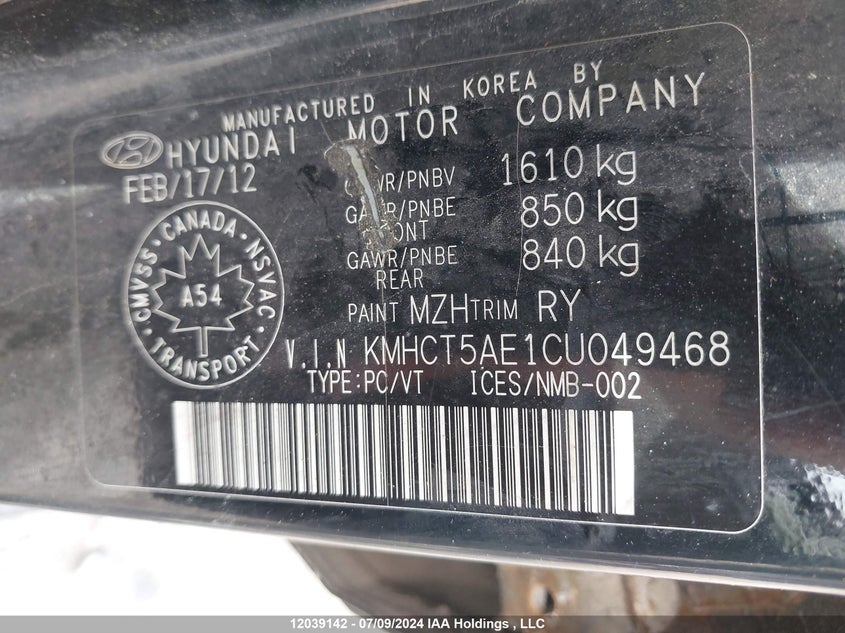 MANUFACTURED IN KOREA BY
HYUNDAI MOTOR COMPANY
FEB/17/12
/PNBV 1610 kg
/PNBE 850 kg
GAWR/PNBE 840 kg
REAR
CMVSS · CANADA · NSVAC
A54
TRANSPORT
PAINT MZH TRIM RY
V.I.N KMHCT5AE1CU049468
TYPE:PC/VT ICES/NMB-002
12039142 - 07/09/2024 IAA Holdings , LLC